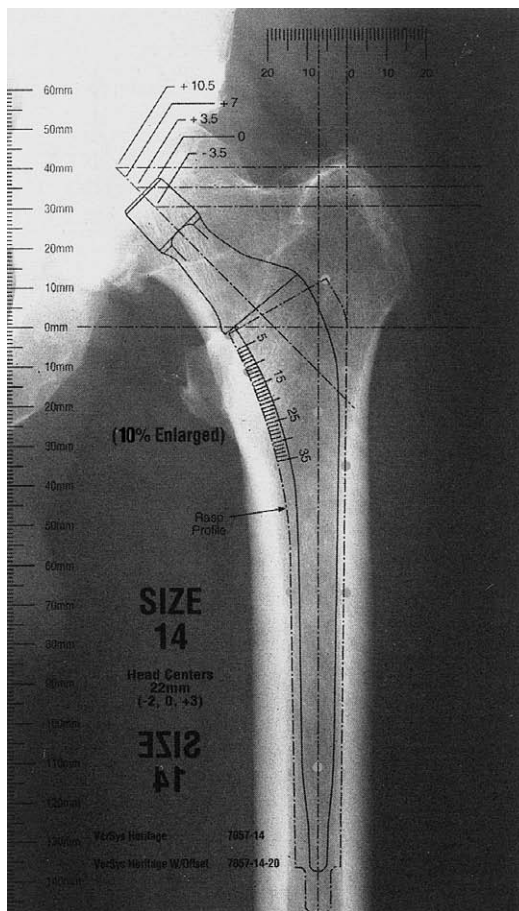 20 10 0 20
60mm
+ 10.5
+ 7
50mm
+ 3.5
0
40mm
- 3.5
30mm
20mm
10mm
0mm
5
10mm
15
20mm
25
(10% Enlarged)
30mm
35
40mm
Rasp
Profile
50mm
60mm
SIZE
14
70mm
80mm
Head Centers
22mm
(-2, 0, +3)
90mm
100mm
SIZE
14
110mm
120mm
130mm
VerSys Heritage 7857-14
VerSys Heritage W/Offset 7857-14-20
140mm